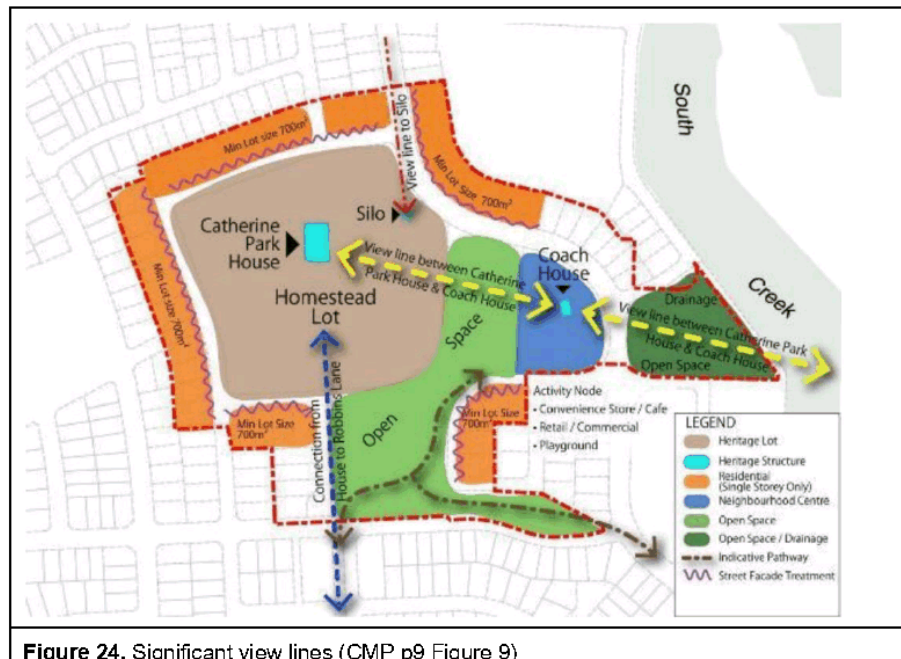 Min Lot size 700m²
View line to Silo
Min Lot Size 700m²
South
Creek
Silo
Catherine
Park
House
Homestead
Lot
View line between Catherine
Park House & Coach House
Coach
House
Drainage
View line between Catherine Park
House & Coach House
Open Space
Min Lot size 700m²
Space
Open
Min Lot Size
700m²
Connection from
House to Robbins Lane
Min Lot Size
700m²
Activity Node
• Convenience Store / Cafe
• Retail / Commercial
• Playground
LEGEND
Heritage Lot
Heritage Structure
Residential
(Single Storey Only)
Neighbourhood Centre
Open Space
Open Space / Drainage
Indicative Pathway
Street Facade Treatment
Figure 24. Significant view lines (CMP p9 Figure 9)